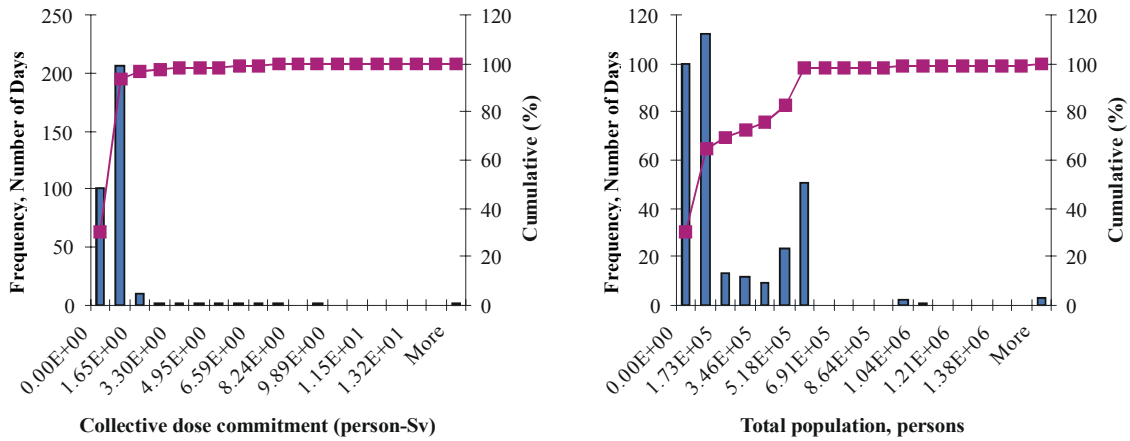 250
200
150
100
50
0
Frequency, Number of Days
120
100
80
60
40
20
0
Cumulative (%)
0.00E+00
1.65E+00
3.30E+00
4.95E+00
6.59E+00
8.24E+00
9.89E+00
1.15E+01
1.32E+01
More
Collective dose commitment (person-Sv)
120
100
80
60
40
20
0
Frequency, Number of Days
120
100
80
60
40
20
0
Cumulative (%)
0.00E+00
1.73E+05
3.46E+05
5.18E+05
6.91E+05
8.64E+05
1.04E+06
1.21E+06
1.38E+06
More
Total population, persons